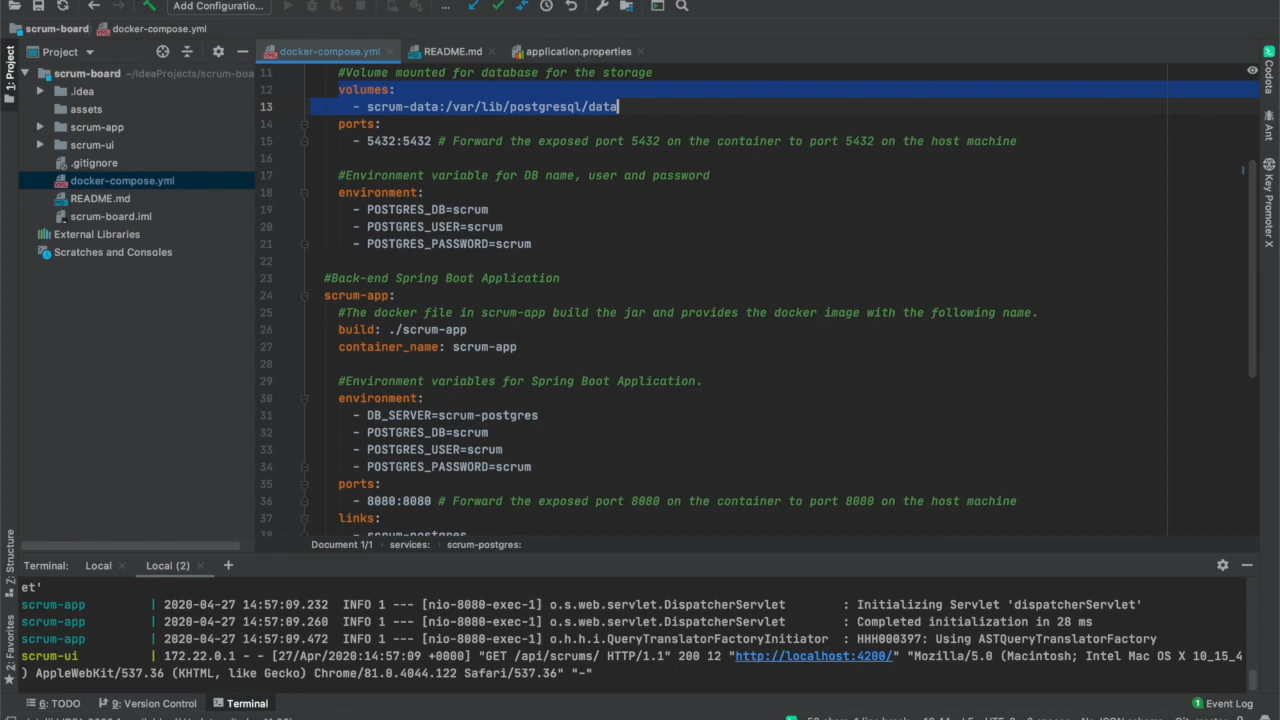 Add Configuratio...
scrum-board docker-compose.yml
1: Project
Project
docker-compose.yml README.md application.properties
scrum-board ~/IdeaProjects/scrum-boa
.idea
assets
scrum-app
scrum-ui
.gitignore
docker-compose.yml
README.md
scrum-board.iml
External Libraries
Scratches and Consoles
11 #Volume mounted for database for the storage
12 volumes:
13 - scrum-data:/var/lib/postgresql/data
14 ports:
15 - 5432:5432 # Forward the exposed port 5432 on the container to port 5432 on the host machine
16
17 #Environment variable for DB name, user and password
18 environment:
19 - POSTGRES_DB=scrum
20 - POSTGRES_USER=scrum
21 - POSTGRES_PASSWORD=scrum
22
23 #Back-end Spring Boot Application
24 scrum-app:
25 #The docker file in scrum-app build the jar and provides the docker image with the following name.
26 build: ./scrum-app
27 container_name: scrum-app
28
29 #Environment variables for Spring Boot Application.
30 environment:
31 - DB_SERVER=scrum-postgres
32 - POSTGRES_DB=scrum
33 - POSTGRES_USER=scrum
34 - POSTGRES_PASSWORD=scrum
35 ports:
36 - 8080:8080 # Forward the exposed port 8080 on the container to port 8080 on the host machine
37 links:
38 - scrum-postgres
Document 1/1 services: scrum-postgres:
Codota
Ant
Key Promoter X
Z: Structure
2: Favorites
Terminal: Local Local (2) +
et'
scrum-app | 2020-04-27 14:57:09.232 INFO 1 --- [nio-8080-exec-1] o.s.web.servlet.DispatcherServlet : Initializing Servlet 'dispatcherServlet'
scrum-app | 2020-04-27 14:57:09.260 INFO 1 --- [nio-8080-exec-1] o.s.web.servlet.DispatcherServlet : Completed initialization in 28 ms
scrum-app | 2020-04-27 14:57:09.472 INFO 1 --- [nio-8080-exec-1] o.h.h.i.QueryTranslatorFactoryInitiator : HHH000397: Using ASTQueryTranslatorFactory
scrum-ui | 172.22.0.1 - - [27/Apr/2020:14:57:09 +0000] "GET /api/scrums/ HTTP/1.1" 200 12 "http://localhost:4200/" "Mozilla/5.0 (Macintosh; Intel Mac OS X 10_15_4
) AppleWebKit/537.36 (KHTML, like Gecko) Chrome/81.0.4044.122 Safari/537.36" "-"
6: TODO 9: Version Control Terminal 1 Event Log